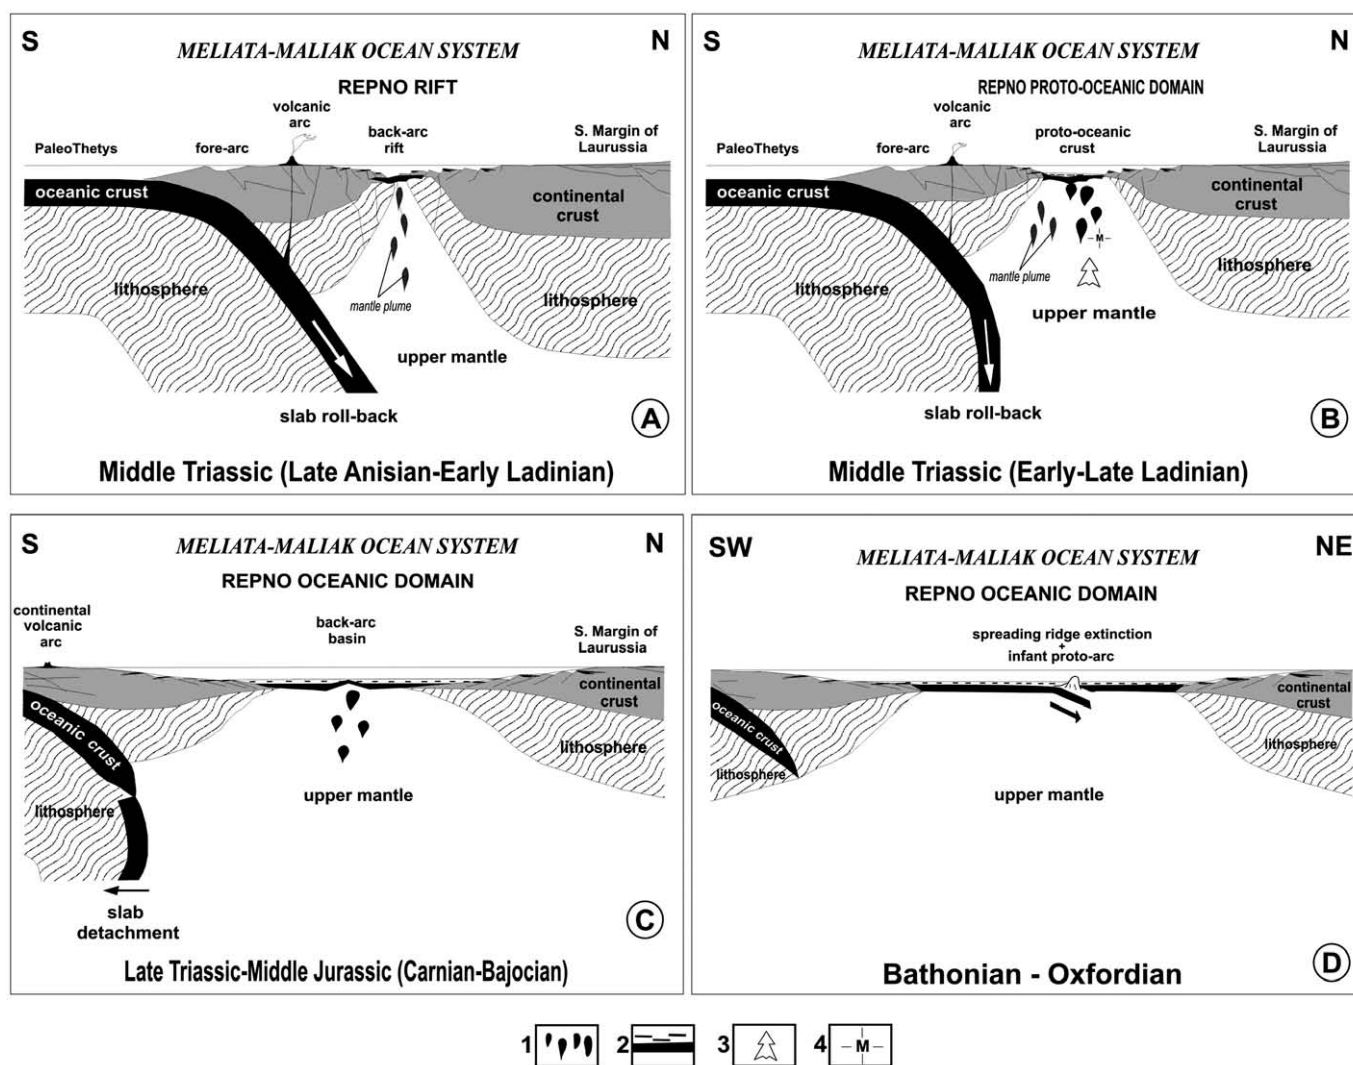 S
N
MELIATA-MALIAK OCEAN SYSTEM
REPNO RIFT
volcanic
arc
back-arc
rift
S. Margin of
Laurussia
PaleoThetys
fore-arc
oceanic crust
continental
crust
lithosphere
lithosphere
mantle plume
upper mantle
slab roll-back
A
Middle Triassic (Late Anisian-Early Ladinian)
S
N
MELIATA-MALIAK OCEAN SYSTEM
REPNO PROTO-OCEANIC DOMAIN
volcanic
arc
proto-oceanic
crust
S. Margin of
Laurussia
PaleoThetys
fore-arc
oceanic crust
continental
crust
M
mantle plume
lithosphere
lithosphere
upper mantle
slab roll-back
B
Middle Triassic (Early-Late Ladinian)
S
N
MELIATA-MALIAK OCEAN SYSTEM
REPNO OCEANIC DOMAIN
continental
volcanic
arc
back-arc
basin
S. Margin of
Laurussia
continental
crust
oceanic crust
lithosphere
lithosphere
upper mantle
slab
detachment
C
Late Triassic-Middle Jurassic (Carnian-Bajocian)
SW
NE
MELIATA-MALIAK OCEAN SYSTEM
REPNO OCEANIC DOMAIN
spreading ridge extinction
+
infant proto-arc
continental
crust
oceanic crust
lithosphere
lithosphere
upper mantle
D
Bathonian - Oxfordian
1 2 3 4 M